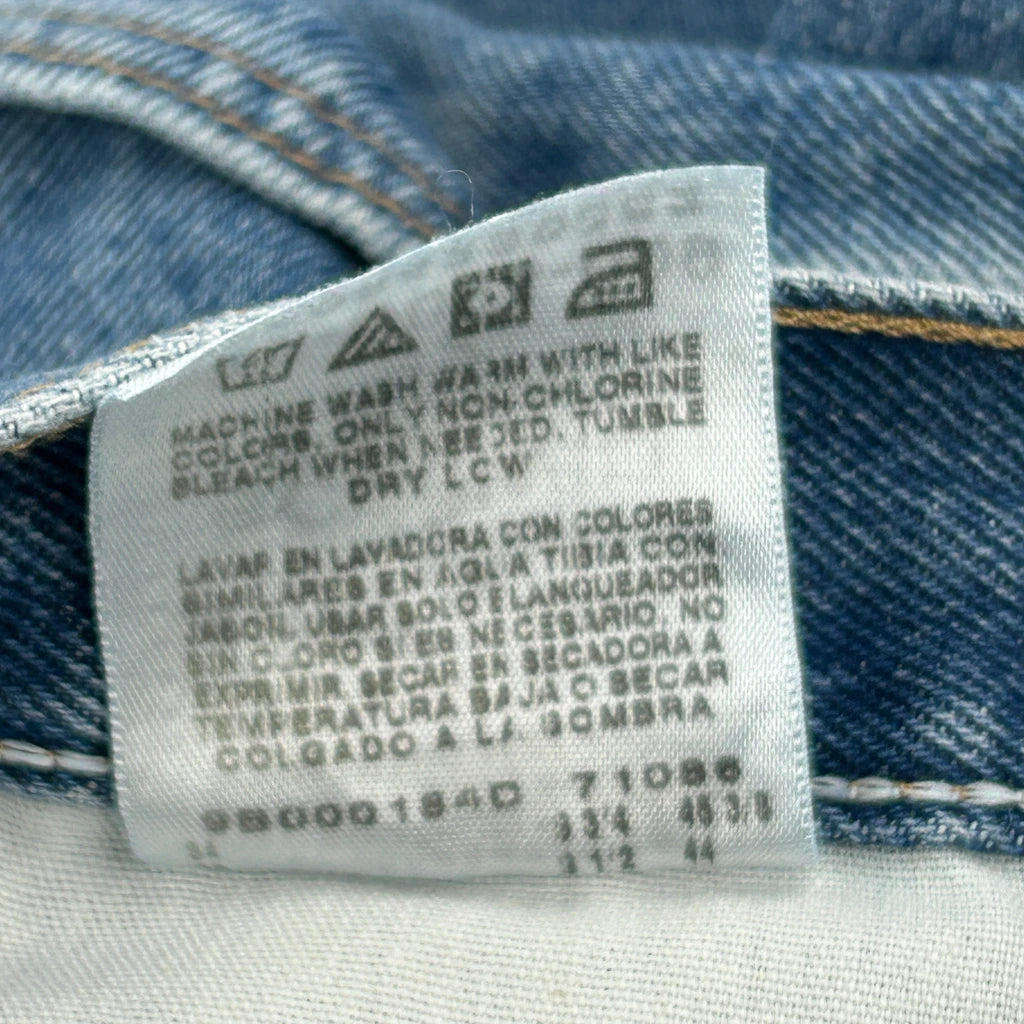 MACHINE WASH WARM WITH LIKE
COLORS. ONLY NON-CHLORINE
BLEACH WHEN NEEDED. TUMBLE
DRY LOW
LAVAR EN LAVADORA CON COLORES
SIMILARES EN AGUA TIBIA CON
JABON. USAR SOLO BLANQUEADOR
SIN CLORO SI ES NECESARIO. NO
EXPRIMIR. SECAR EN SECADORA A
TEMPERATURA BAJA O SECAR
COLGADO A LA SOMBRA
71086
44